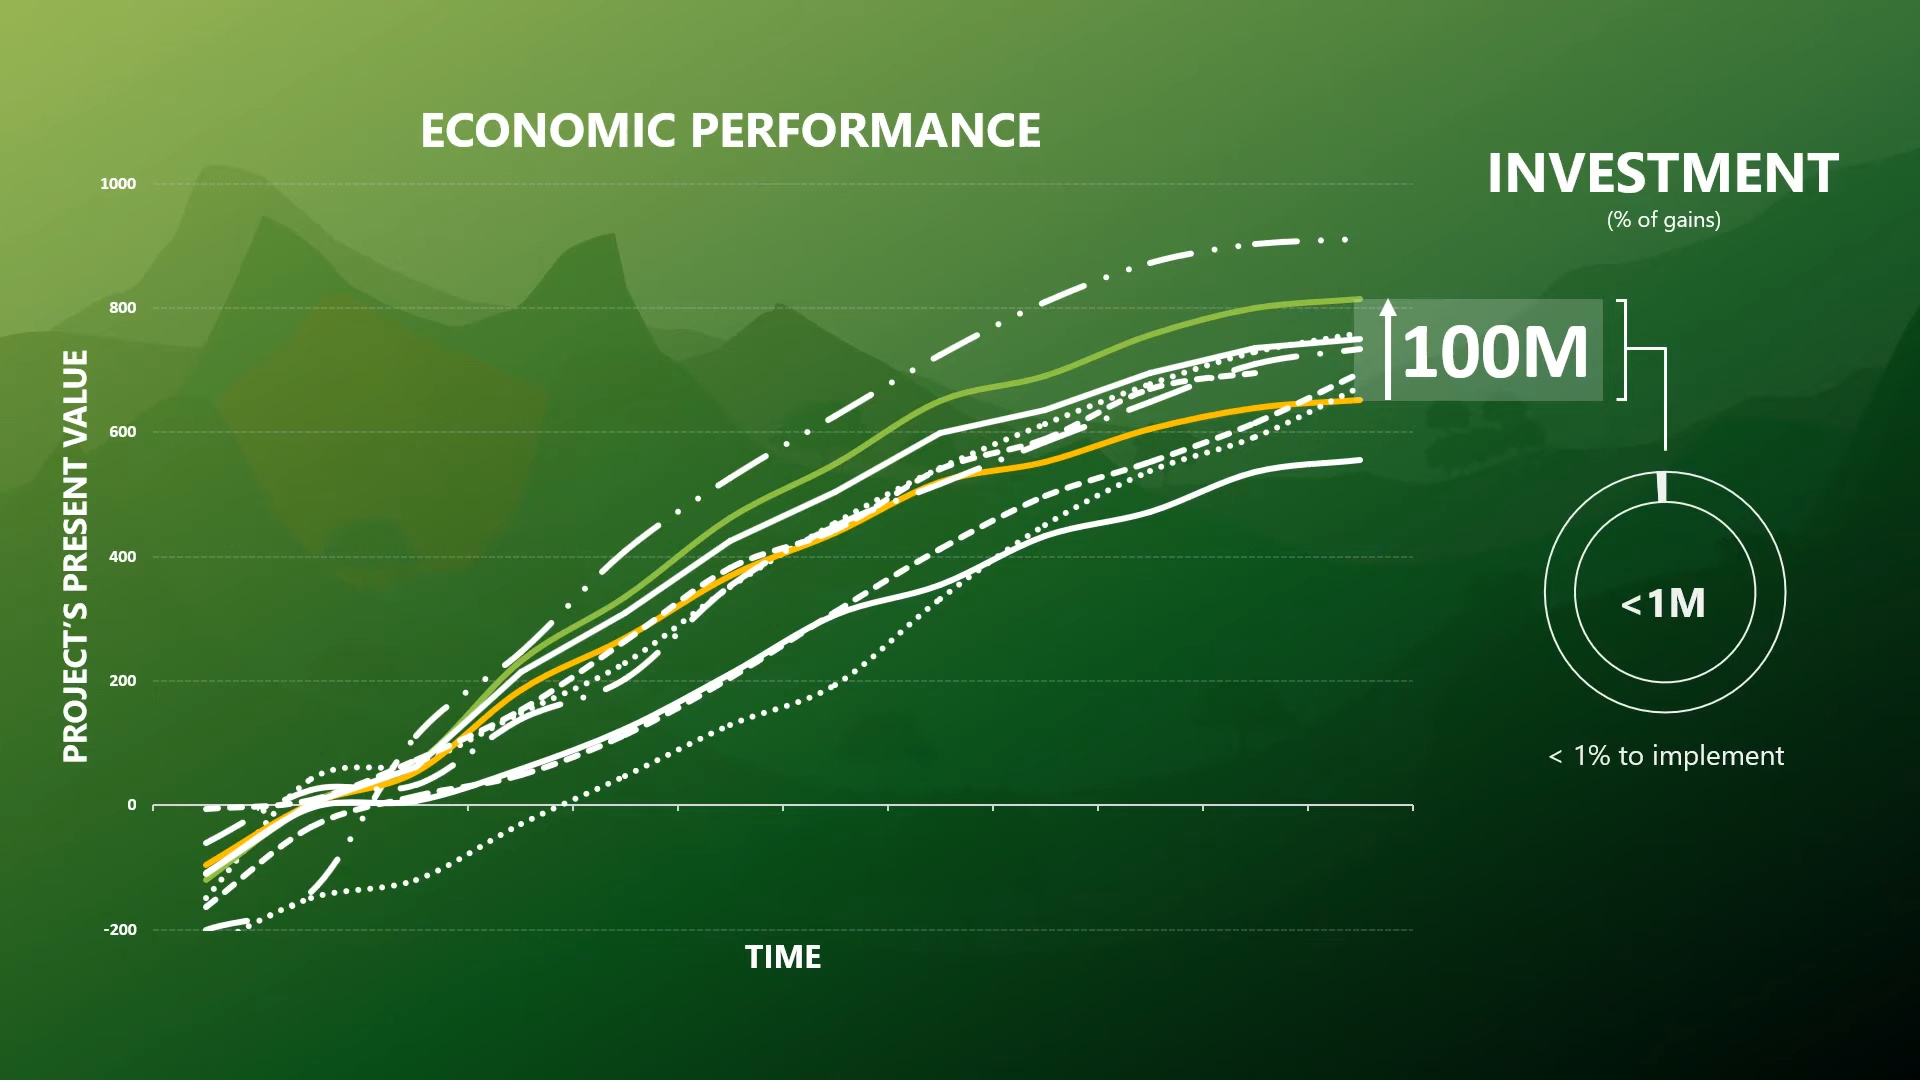 ECONOMIC PERFORMANCE
INVESTMENT
(% of gains)
PROJECT’S PRESENT VALUE
1000
800
600
400
200
0
-200
TIME
100M
<1M
< 1% to implement